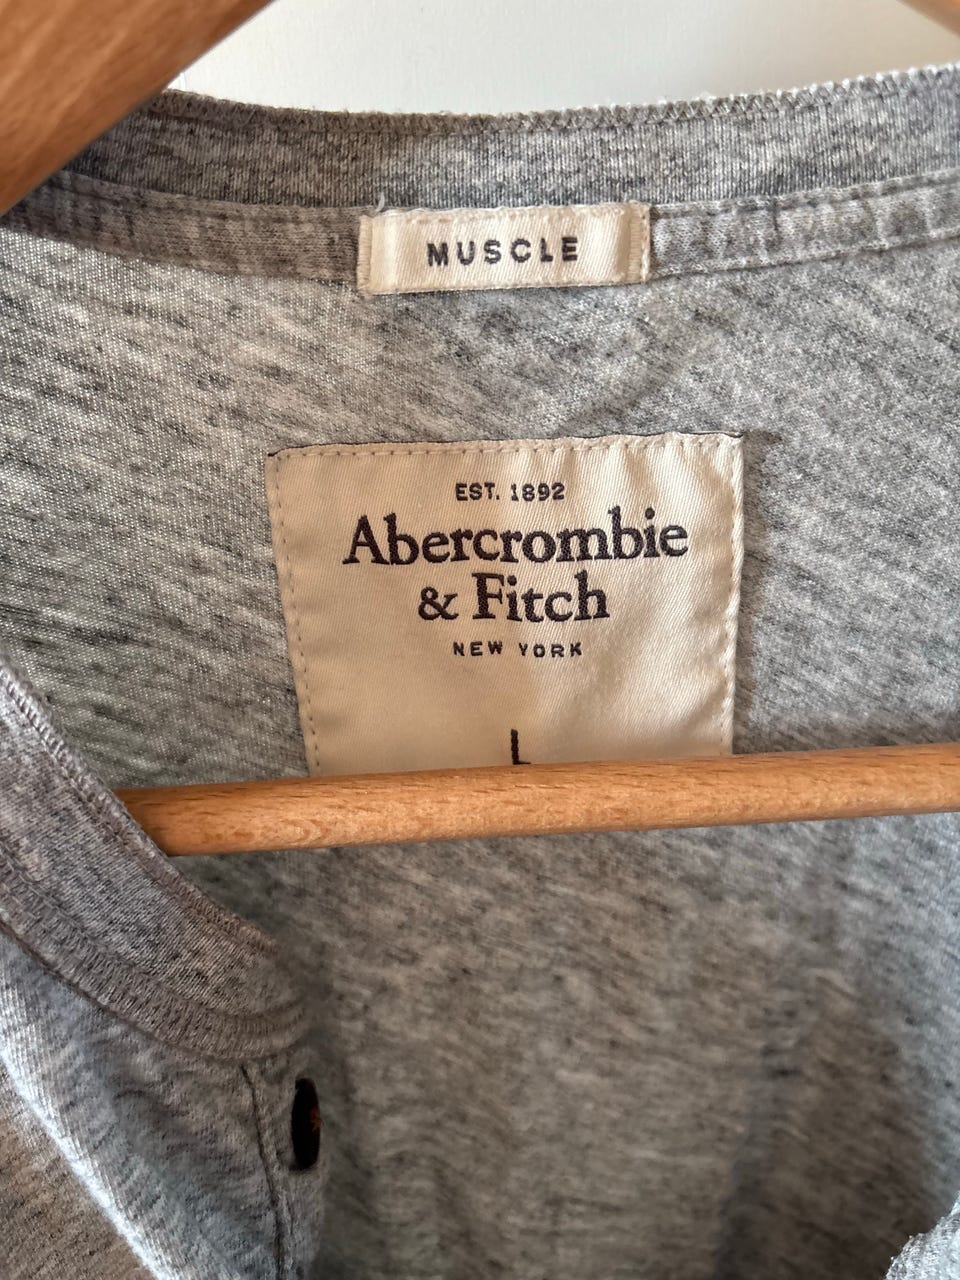 MUSCLE
EST. 1892
Abercrombie
& Fitch
NEW YORK
L